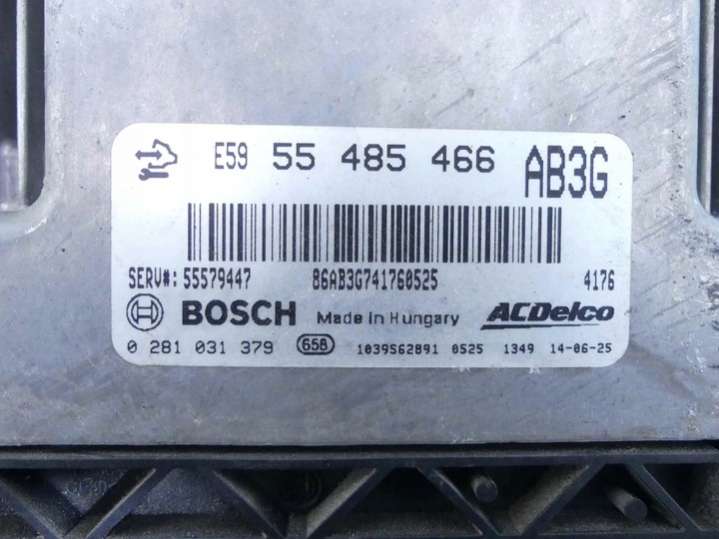 E59 55 485 466 AB3G
SERV#: 55579447 86AB3G741760525 4176
BOSCH Made in Hungary ACDelco
0 281 031 379 658 1039S62891 0525 1349 14-06-25